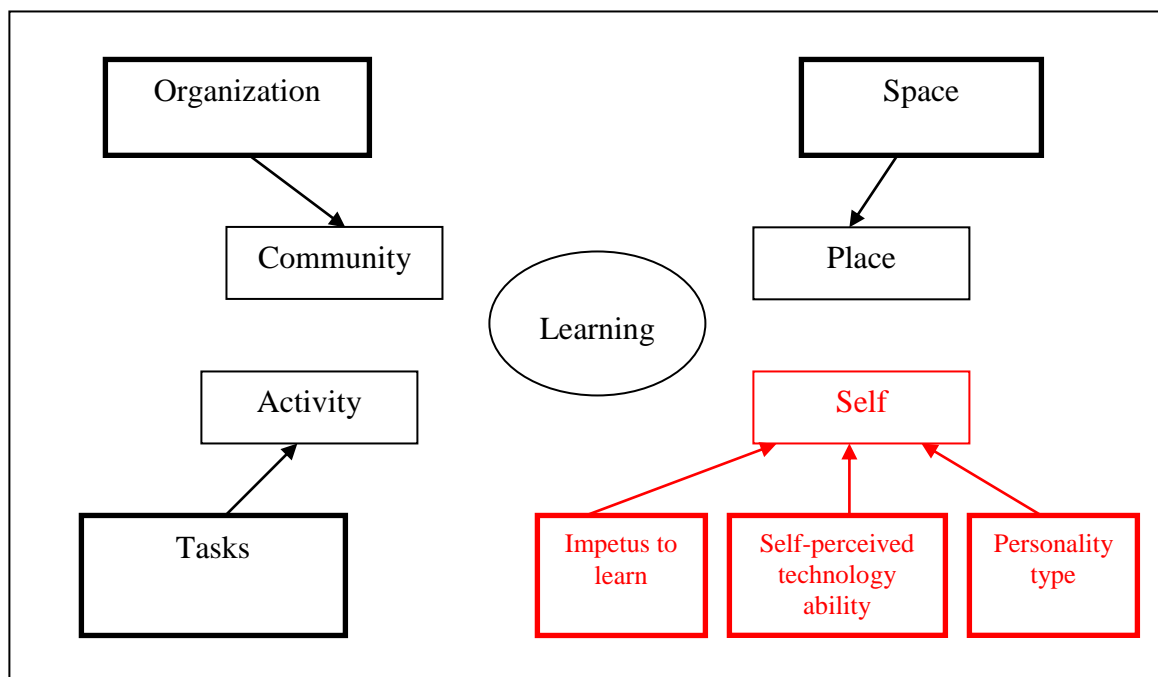 Organization
Space
Community
Place
Learning
Activity
Self
Tasks
Impetus to
learn
Self-perceived
technology
ability
Personality
type